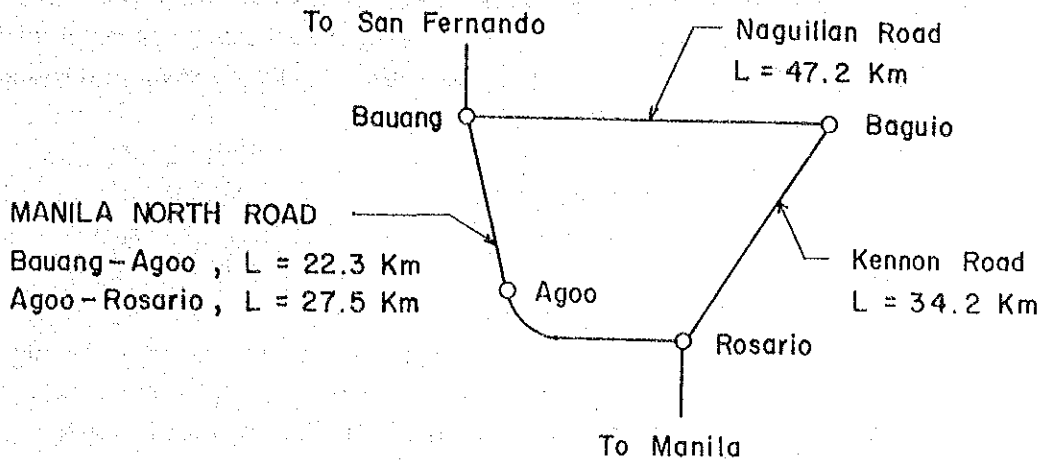 To San Fernando
Naguilian Road
L = 47.2 Km
Bauang
Baguio
MANILA NORTH ROAD
Bauang-Agoo, L = 22.3 Km
Agoo-Rosario, L = 27.5 Km
Agoo
Kennon Road
L = 34.2 Km
Rosario
To Manila